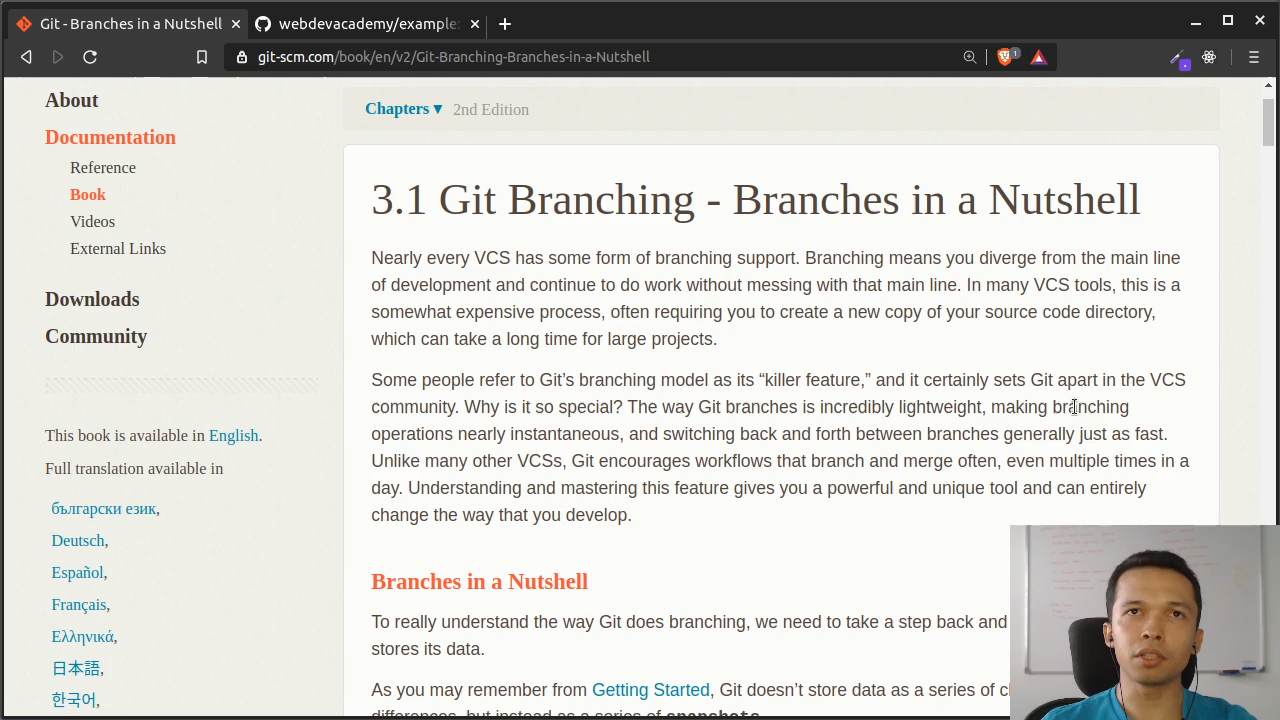 Git - Branches in a Nutshell
webdevacademy/example
git-scm.com/book/en/v2/Git-Branching-Branches-in-a-Nutshell
1
About
Documentation
Reference
Book
Videos
External Links
Downloads
Community
This book is available in English.
Full translation available in
български език,
Deutsch,
Español,
Français,
Ελληνικά,
日本語,
한국어,
Chapters ▾ 2nd Edition
3.1 Git Branching - Branches in a Nutshell
Nearly every VCS has some form of branching support. Branching means you diverge from the main line
of development and continue to do work without messing with that main line. In many VCS tools, this is a
somewhat expensive process, often requiring you to create a new copy of your source code directory,
which can take a long time for large projects.
Some people refer to Git’s branching model as its “killer feature,” and it certainly sets Git apart in the VCS
community. Why is it so special? The way Git branches is incredibly lightweight, making branching
operations nearly instantaneous, and switching back and forth between branches generally just as fast.
Unlike many other VCSs, Git encourages workflows that branch and merge often, even multiple times in a
day. Understanding and mastering this feature gives you a powerful and unique tool and can entirely
change the way that you develop.
Branches in a Nutshell
To really understand the way Git does branching, we need to take a step back and
stores its data.
As you may remember from Getting Started, Git doesn’t store data as a series of
differences, but instead as a series of snapshots.